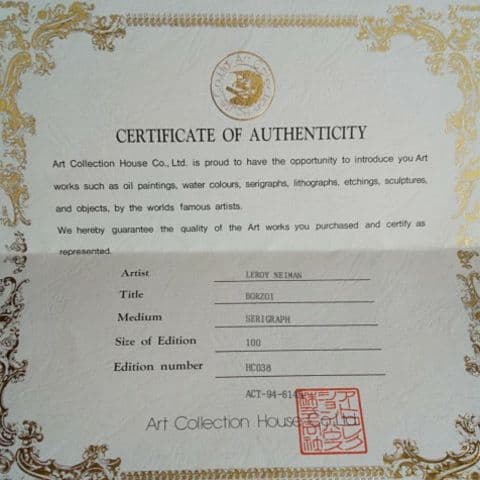 CERTIFICATE OF AUTHENTICITY
Art Collection House Co., Ltd. is proud to have the opportunity to introduce you Art
works such as oil paintings, water colours, serigraphs, lithographs, etchings, sculptures,
and objects, by the worlds famous artists.
We hereby guarantee the quality of the Art works you purchased and certify as
represented.
Artist LEROY NEIMAN
Title BORZOI
Medium SERIGRAPH
Size of Edition 100
Edition number HC038
Art Collection House Co., Ltd.